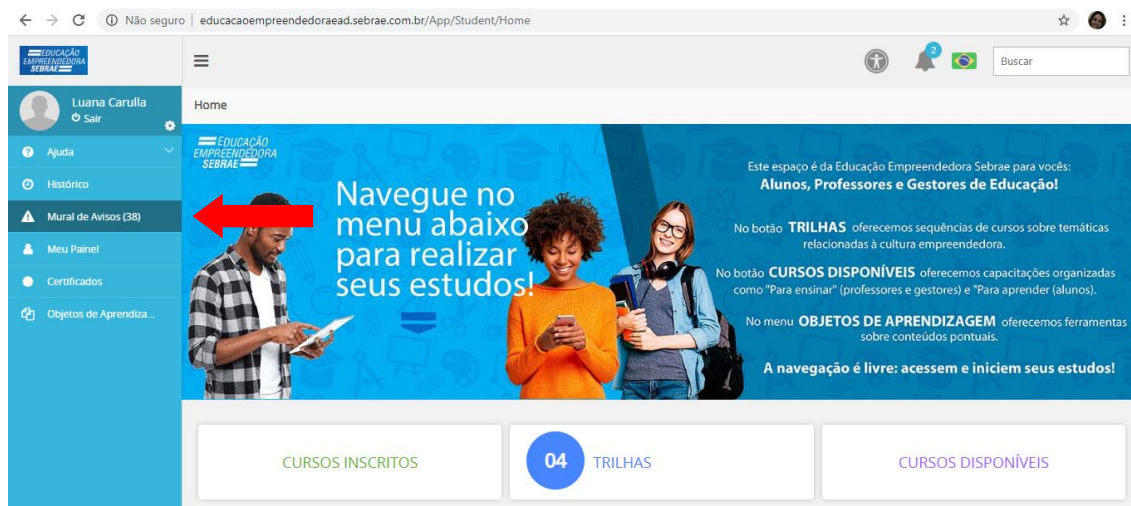 Não seguro | educacaoempreendedoraead.sebrae.com.br/App/Student/Home
EDUCAÇÃO
EMPREENDEDORA
SEBRAE
2
Buscar
Luana Carulla
Sair
Home
Ajuda
Histórico
Mural de Avisos (38)
Meu Painel
Certificados
Objetos de Aprendiza...
EDUCAÇÃO
EMPREENDEDORA
SEBRAE
Navegue no
menu abaixo
para realizar
seus estudos!
Este espaço é da Educação Empreendedora Sebrae para vocês:
Alunos, Professores e Gestores de Educação!
No botão TRILHAS oferecemos sequências de cursos sobre temáticas
relacionadas à cultura empreendedora.
No botão CURSOS DISPONÍVEIS oferecemos capacitações organizadas
como "Para ensinar" (professores e gestores) e "Para aprender (alunos).
No menu OBJETOS DE APRENDIZAGEM oferecemos ferramentas
sobre conteúdos pontuais.
A navegação é livre: acessem e iniciem seus estudos!
CURSOS INSCRITOS
04 TRILHAS
CURSOS DISPONÍVEIS